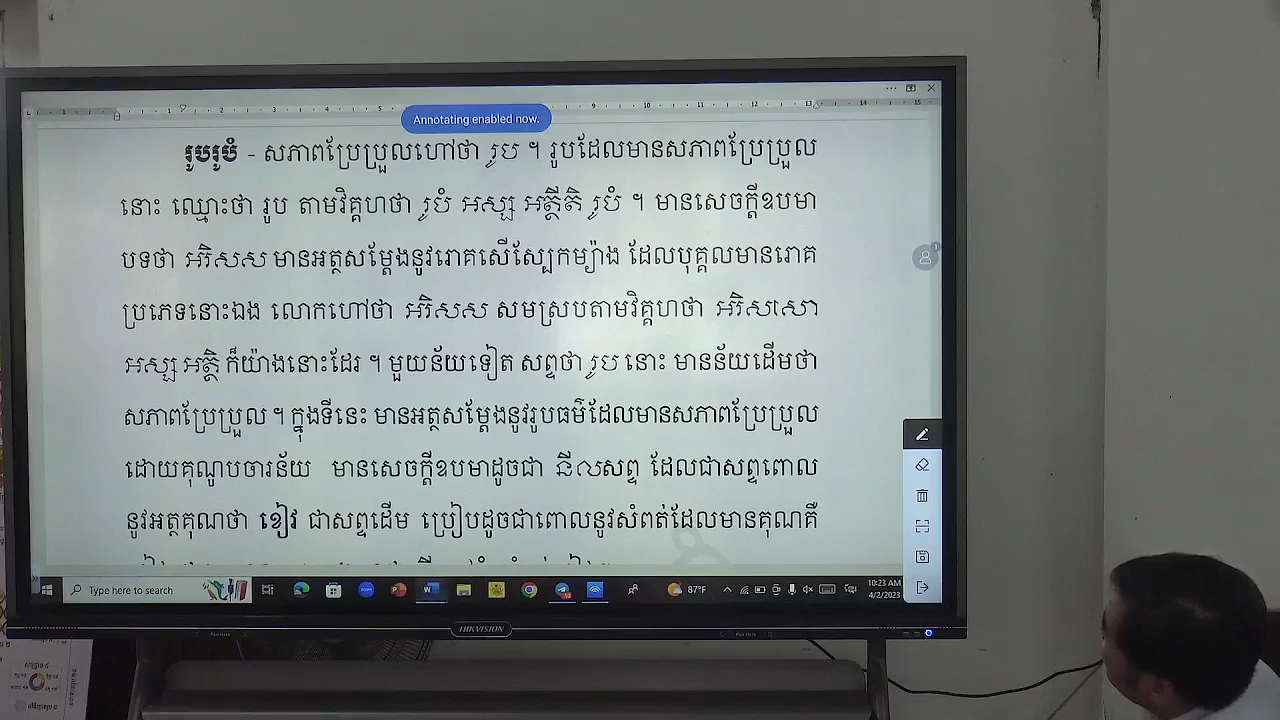 Annotating enabled now.
រូបរូបំ - សភាពប្រែប្រួលហៅថា រូប ។ រូបដែលមានសភាពប្រែប្រួល
នោះ ឈ្មោះថា រូប តាមវិគ្គហថា រូបំ អស្ស អត្ថីតិ រូបំ ។ មានសេចក្តីឧបមា
បទថា អរិសស មានអត្ថសម្តែងនូវរោគសើស្បែកម្យ៉ាង ដែលបុគ្គលមានរោគ
ប្រភេទនោះឯង លោកហៅថា អរិសស សមស្របតាមវិគ្គហថា អរិសសោ
អស្ស អត្ថិ ក៏យ៉ាងនោះដែរ ។ មួយន័យទៀត សព្ទថា រូប នោះ មានន័យដើមថា
សភាពប្រែប្រួល ។ ក្នុងទីនេះ មានអត្ថសម្តែងនូវរូបធម៌ដែលមានសភាពប្រែប្រួល
ដោយគុណូបចារន័យ មានសេចក្តីឧបមាដូចជា នីលសព្ទ ដែលជាសព្ទពោល
នូវអត្ថគុណថា ខៀវ ជាសព្ទដើម ប្រៀបដូចជាពោលនូវសំពត់ដែលមានគុណគឺ
Type here to search
87°F
10:23 AM
4/2/2023
HIKVISION
Pen Here
Pen Here